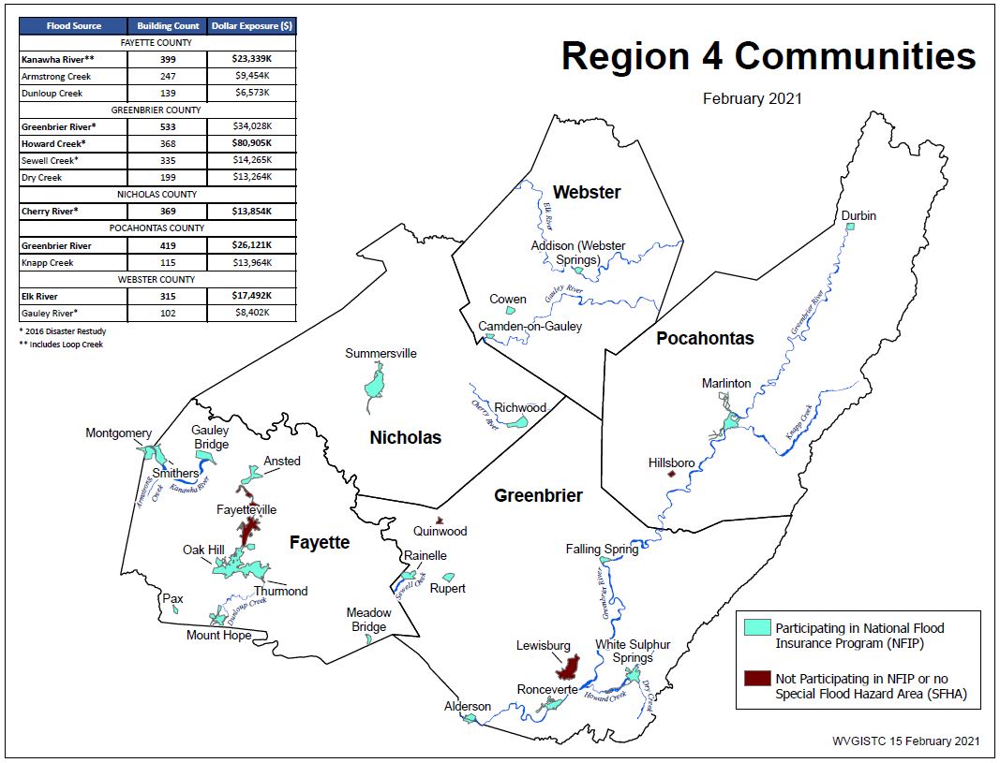 Flood Source Building Count Dollar Exposure ($)
FAYETTE COUNTY
Kanawha River** 399 $23,339K
Armstrong Creek 247 $9,454K
Dunloup Creek 139 $6,573K
GREENBRIER COUNTY
Greenbrier River* 533 $34,028K
Howard Creek* 368 $80,905K
Sewell Creek* 335 $14,265K
Dry Creek 199 $13,264K
NICHOLAS COUNTY
Cherry River* 369 $13,854K
POCAHONTAS COUNTY
Greenbrier River 419 $26,121K
Knapp Creek 115 $13,964K
WEBSTER COUNTY
Elk River 315 $17,492K
Gauley River* 102 $8,402K
* 2016 Disaster Restudy
** Includes Loop Creek
Region 4 Communities
February 2021
Webster
Elk River
Addison (Webster
Springs)
Gauley River
Cowen
Camden-on-Gauley
Durbin
Greenbrier River
Pocahontas
Marlinton
Knapp Creek
Hillsboro
Summersville
Cherry River
Richwood
Nicholas
Montgomery
Gauley
Bridge
Smithers
Armstrong
Creek
Kanawha River
Ansted
Fayetteville
Fayette
Oak Hill
Thurmond
Pax
Dunloup Creek
Mount Hope
Meadow
Bridge
Greenbrier
Quinwood
Rainelle
Sewell Creek
Rupert
Falling Spring
Greenbrier River
Lewisburg
White Sulphur
Springs
Ronceverte
Howard Creek
Dry Creek
Alderson
Participating in National Flood
Insurance Program (NFIP)
Not Participating in NFIP or no
Special Flood Hazard Area (SFHA)
WVGISTC 15 February 2021